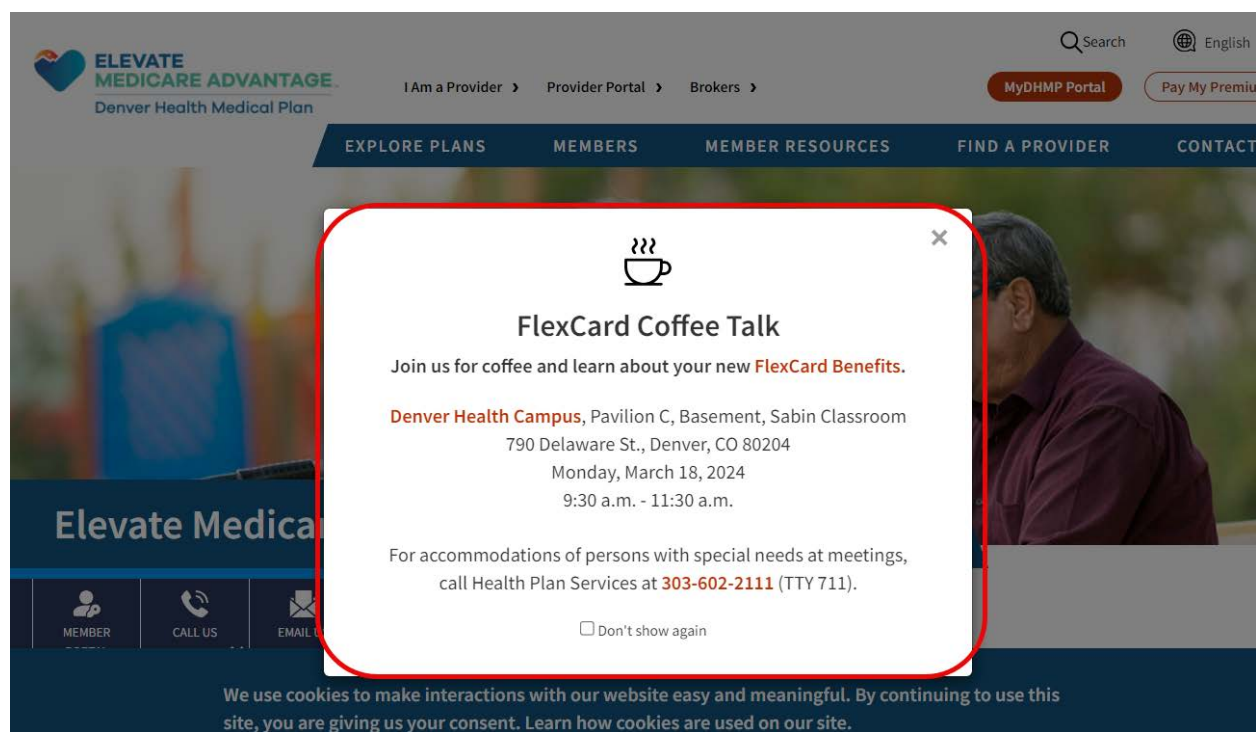 Search
English
ELEVATE
MEDICARE ADVANTAGE
Denver Health Medical Plan
I Am a Provider
Provider Portal
Brokers
MyDHMP Portal
Pay My
EXPLORE PLANS
MEMBERS
MEMBER RESOURCES
FIND A PROVIDER
CONTACT
FlexCard Coffee Talk
Join us for coffee and learn about your new FlexCard Benefits.
Denver Health Campus, Pavilion C, Basement, Sabin Classroom
790 Delaware St., Denver, CO 80204
Monday, March 18, 2024
9:30 a.m. - 11:30 a.m.
For accommodations of persons with special needs at meetings,
call Health Plan Services at 303-602-2111 (TTY 711).
Don't show again
Elevate
MEMBER
CALL US
EMAIL
We use cookies to make interactions with our website easy and meaningful. By continuing to use this
site, you are giving us your consent. Learn how cookies are used on our site.